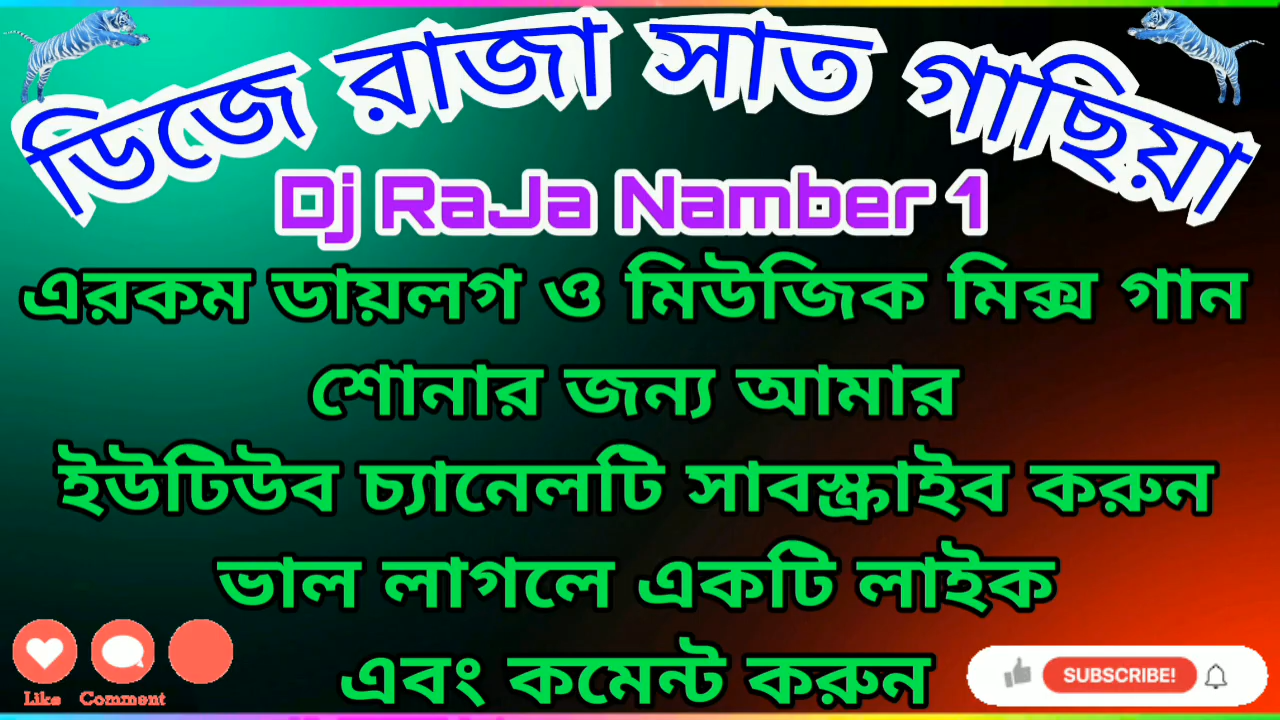 ডিজে রাজা সাত গাছিয়া
Dj RaJa Namber 1
এরকম ডায়লগ ও মিউজিক মিক্স গান
শোনার জন্য আমার
ইউটিউব চ্যানেলটি সাবস্ক্রাইব করুন
ভাল লাগলে একটি লাইক
এবং কমেন্ট করুন
Like Comment
SUBSCRIBE!